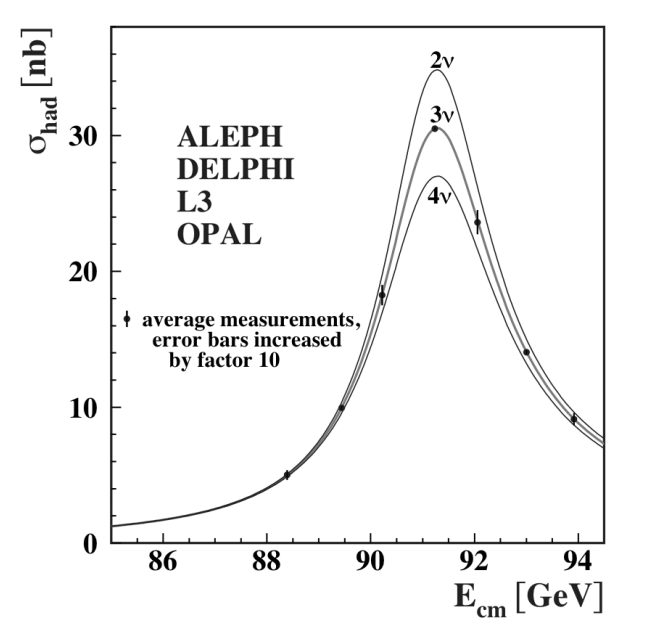 σhad [nb]
2ν
3ν
4ν
30
20
10
0
ALEPH
DELPHI
L3
OPAL
average measurements,
error bars increased
by factor 10
86 88 90 92 94
Ecm [GeV]